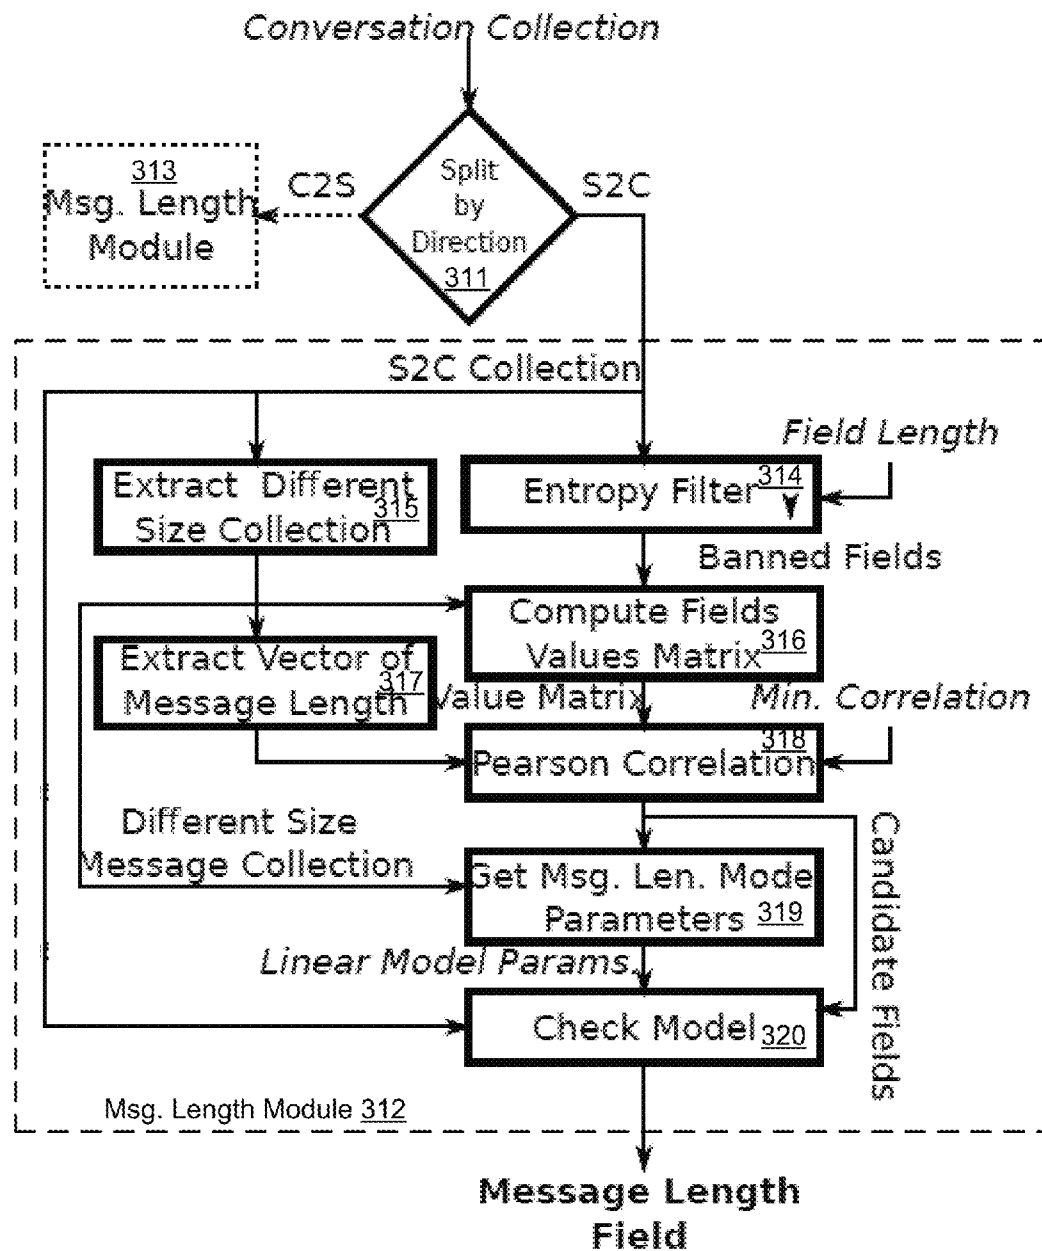 Conversation Collection
313
Msg. Length
Module
C2S
Split
by
Direction
311
S2C
S2C Collection
Field Length
Extract Different
Size Collection 315
Entropy Filter 314
Banned Fields
Compute Fields
Values Matrix 316
Extract Vector of
Message Length 317
Value Matrix
Min. Correlation
318
Pearson Correlation
Different Size
Message Collection
Get Msg. Len. Mode
Parameters 319
Candidate Fields
Linear Model Params.
Check Model 320
Msg. Length Module 312
Message Length
Field